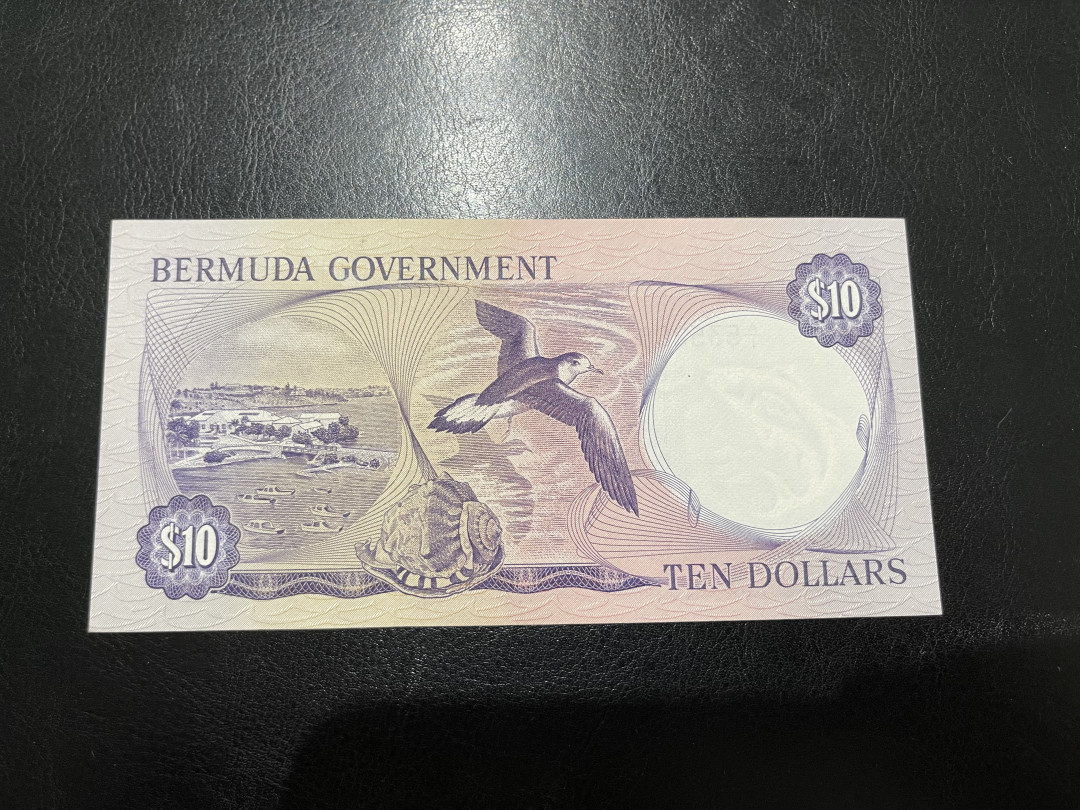 BERMUDA GOVERNMENT
$10
$10
TEN DOLLARS